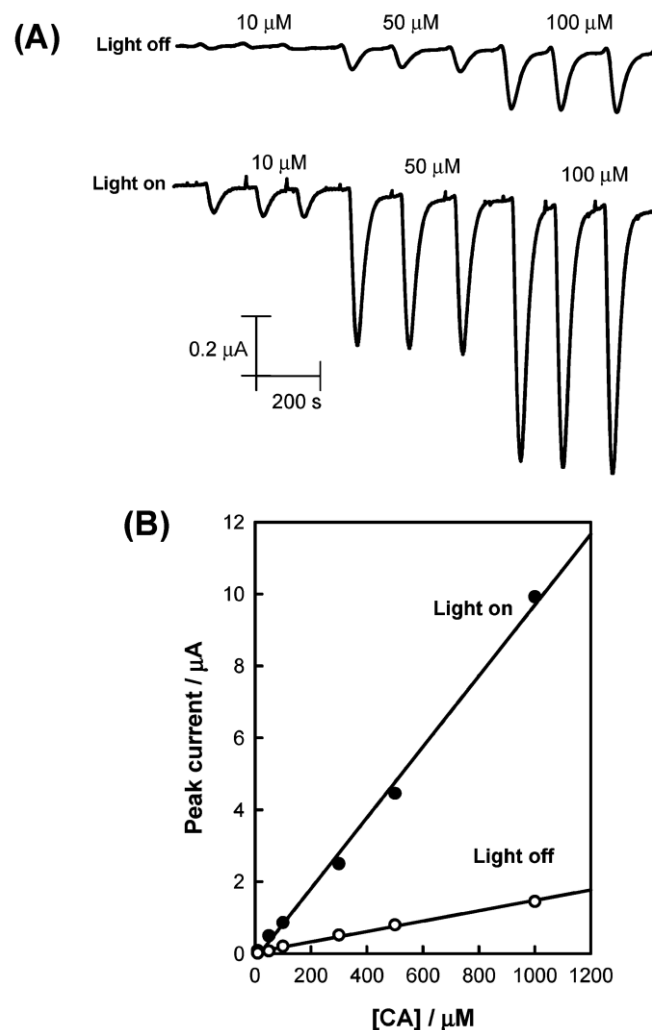 (A)
10 μM 50 μM 100 μM
Light off
10 μM 50 μM 100 μM
Light on
0.2 μA
200 s
(B)
12
10
8
6
4
2
0
Peak current / μA
Light on
Light off
0 200 400 600 800 1000 1200
[CA] / μM